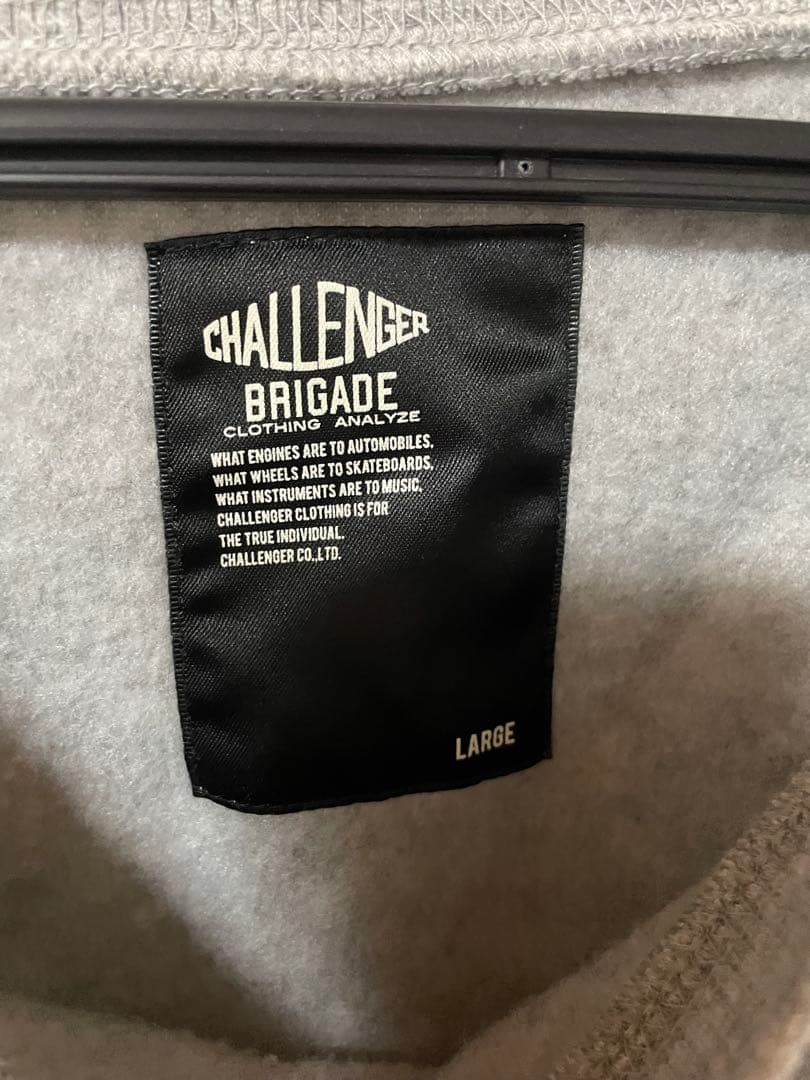 CHALLENGER
BRIGADE
CLOTHING ANALYZE
WHAT ENGINES ARE TO AUTOMOBILES.
WHAT WHEELS ARE TO SKATEBOARDS.
WHAT INSTRUMENTS ARE TO MUSIC.
CHALLENGER CLOTHING IS FOR
THE TRUE INDIVIDUAL.
CHALLENGER CO.,LTD.
LARGE